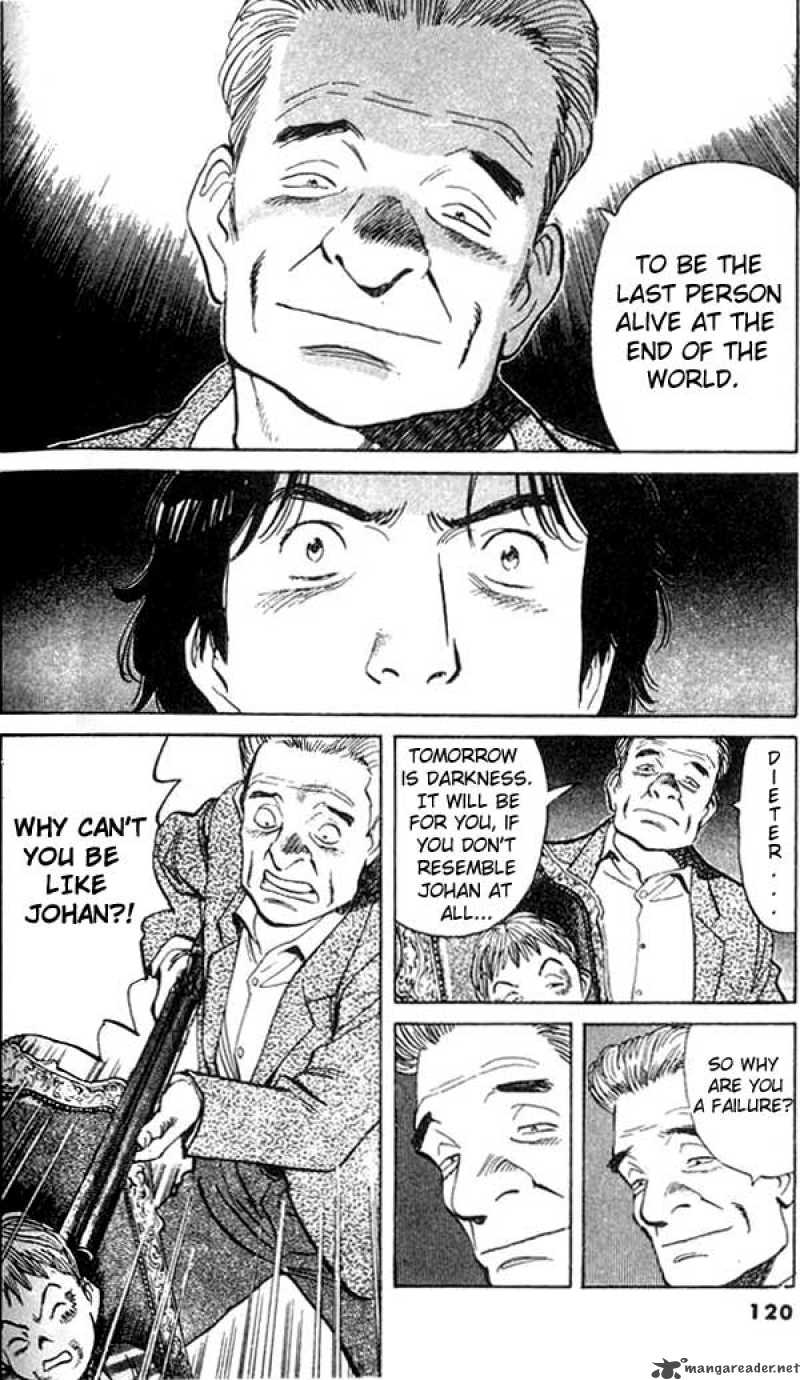 TO BE THE
LAST PERSON
ALIVE AT THE
END OF THE
WORLD.
DIETER...
TOMORROW
IS DARKNESS.
IT WILL BE
FOR YOU, IF
YOU DON'T
RESEMBLE
JOHAN AT
ALL...
SO WHY
ARE YOU
A FAILURE?
WHY CAN'T
YOU BE
LIKE
JOHAN?!
120
mangareader.net